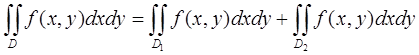 ∬_D f(x, y)dxdy = ∬_{D_1} f(x, y)dxdy + ∬_{D_2} f(x, y)dxdy